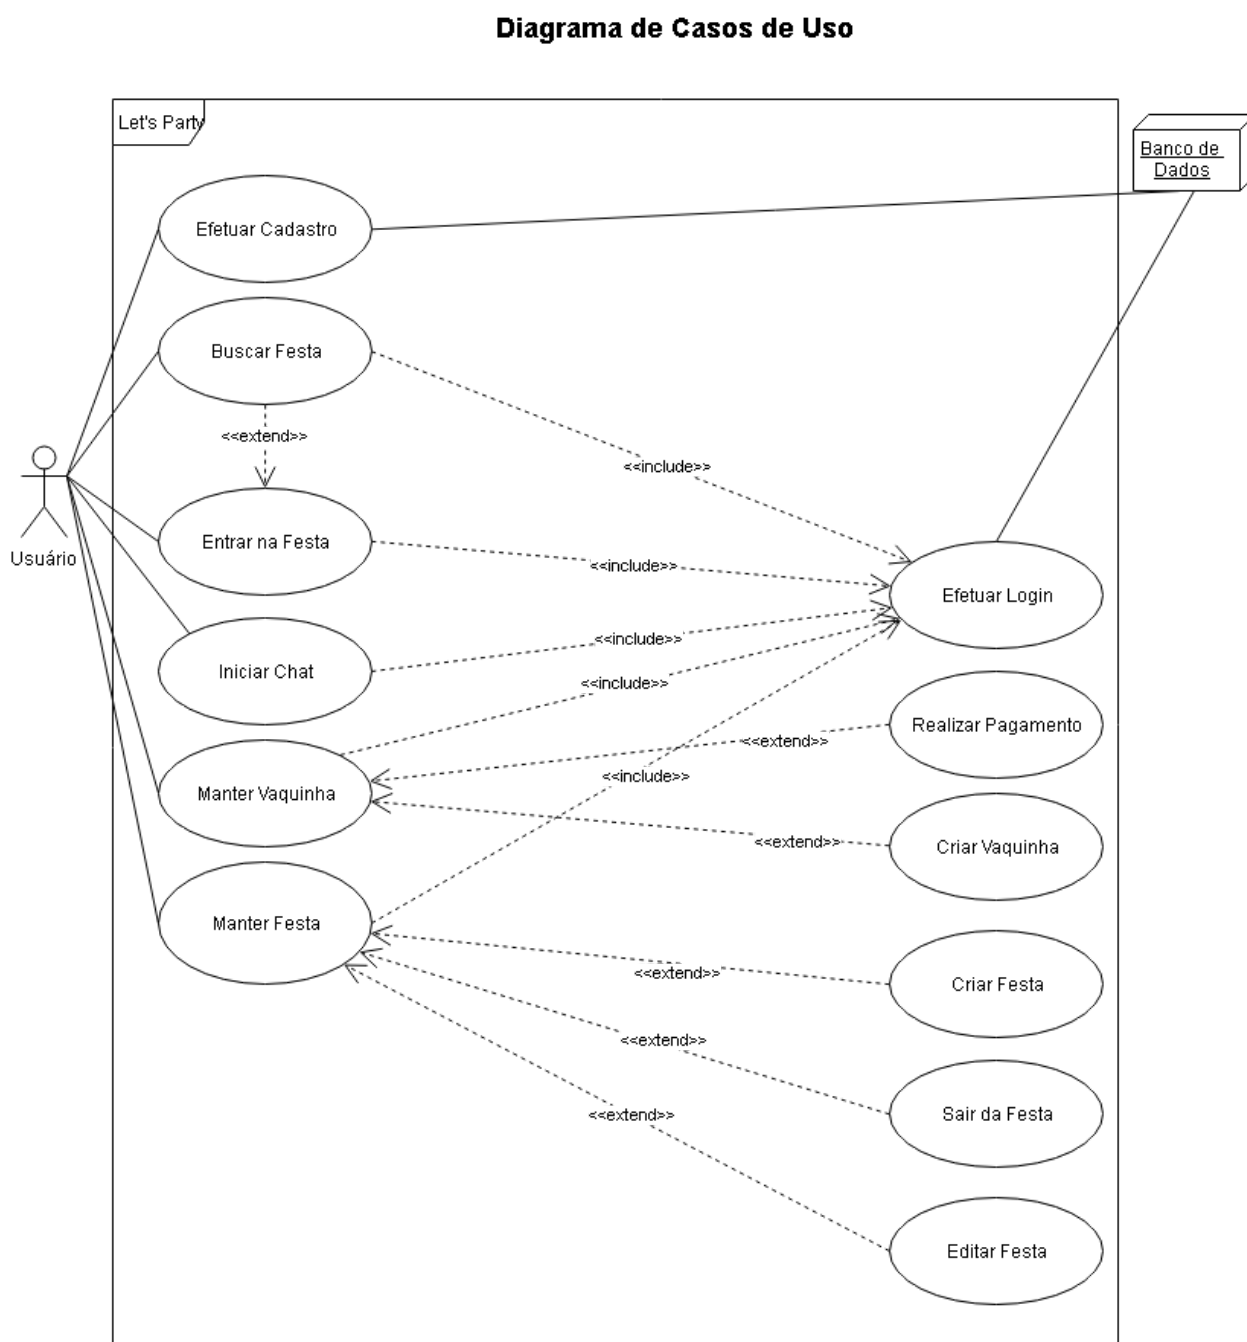 Diagrama de Casos de Uso
Let's Party
Banco de
Dados
Efetuar Cadastro
Buscar Festa
<<extend>>
<<include>>
Entrar na Festa
Usuário
<<include>>
Efetuar Login
<<include>>
Iniciar Chat
<<include>>
Realizar Pagamento
<<extend>>
<<include>>
Manter Vaquinha
<<extend>>
Criar Vaquinha
Manter Festa
<<extend>>
Criar Festa
<<extend>>
Sair da Festa
<<extend>>
Editar Festa